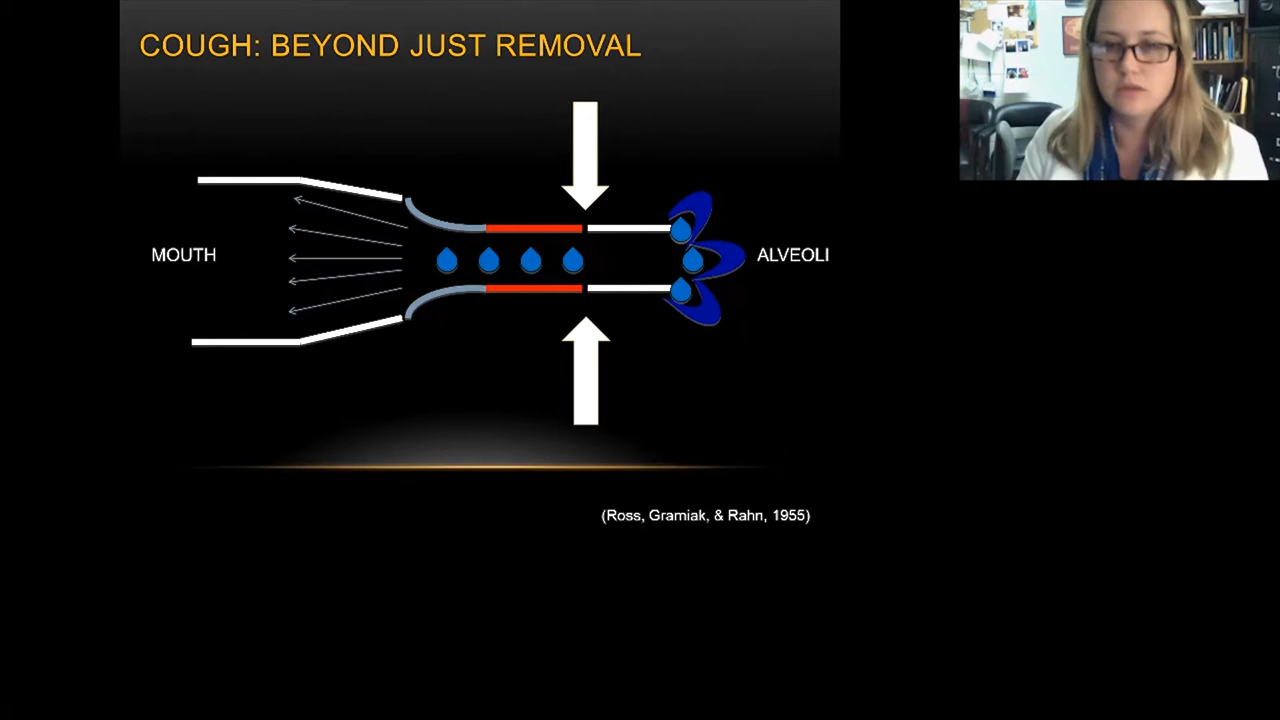 COUGH: BEYOND JUST REMOVAL
MOUTH
ALVEOLI
(Ross, Gramiak, & Rahn, 1955)